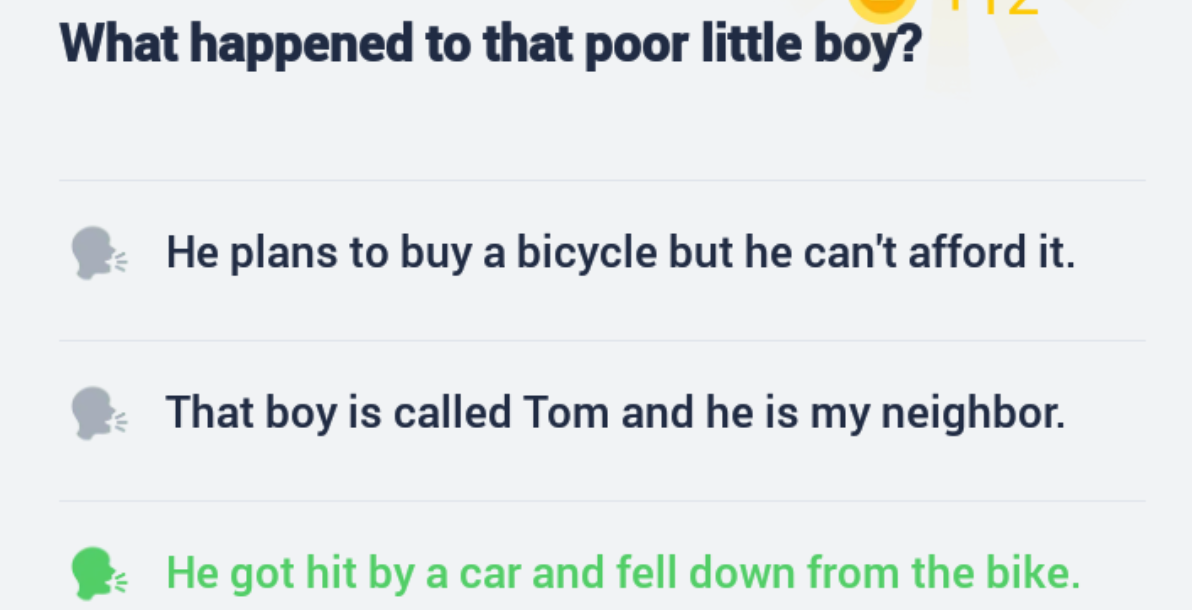 What happened to that poor little boy?
He plans to buy a bicycle but he can't afford it.
That boy is called Tom and he is my neighbor.
He got hit by a car and fell down from the bike.